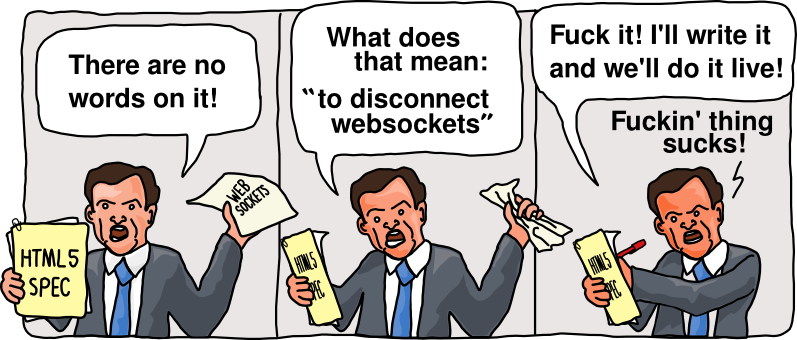 There are no
words on it!
WEB
SOCKETS
HTML5
SPEC
What does
that mean:
“to disconnect
websockets”
HTML5
SPEC
Fuck it! I'll write it
and we'll do it live!
Fuckin' thing
sucks!
HTML5
SPEC